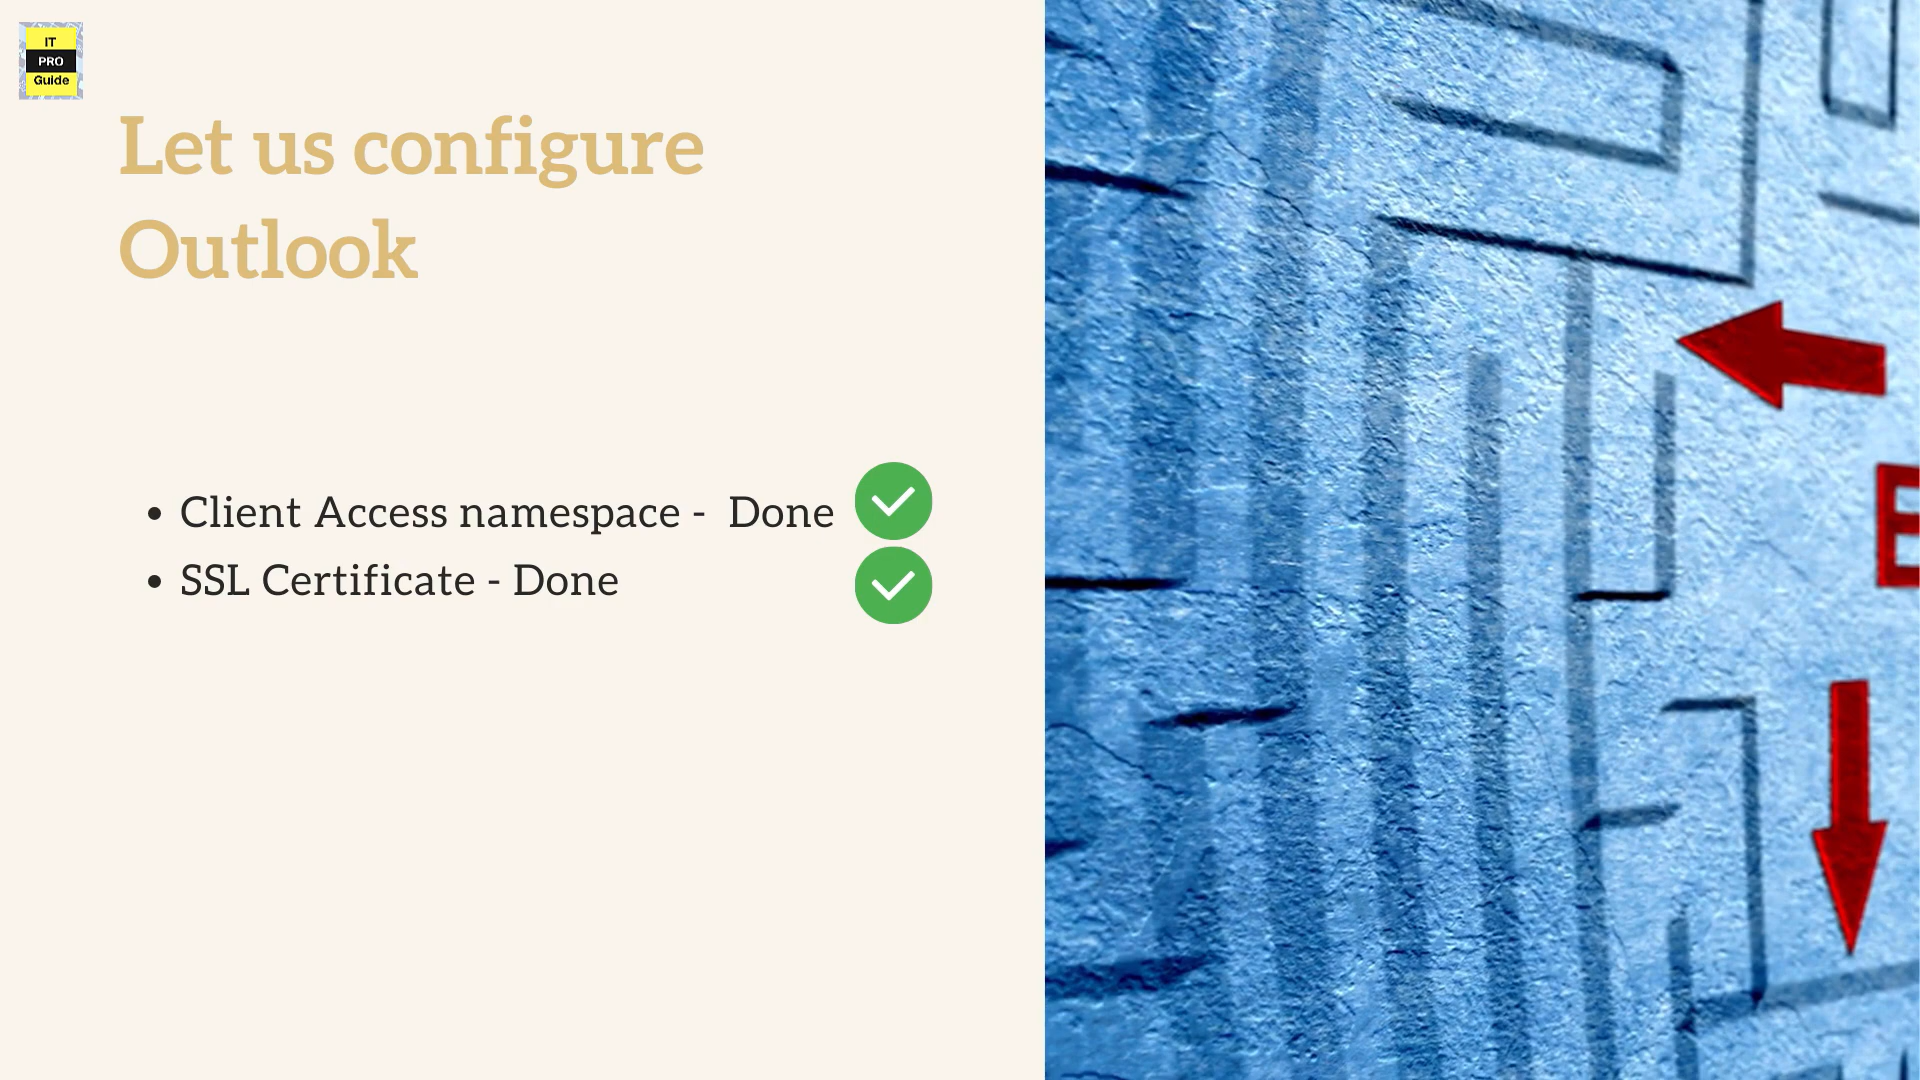 IT
PRO
Guide
Let us configure
Outlook
• Client Access namespace -  Done
• SSL Certificate - Done
E